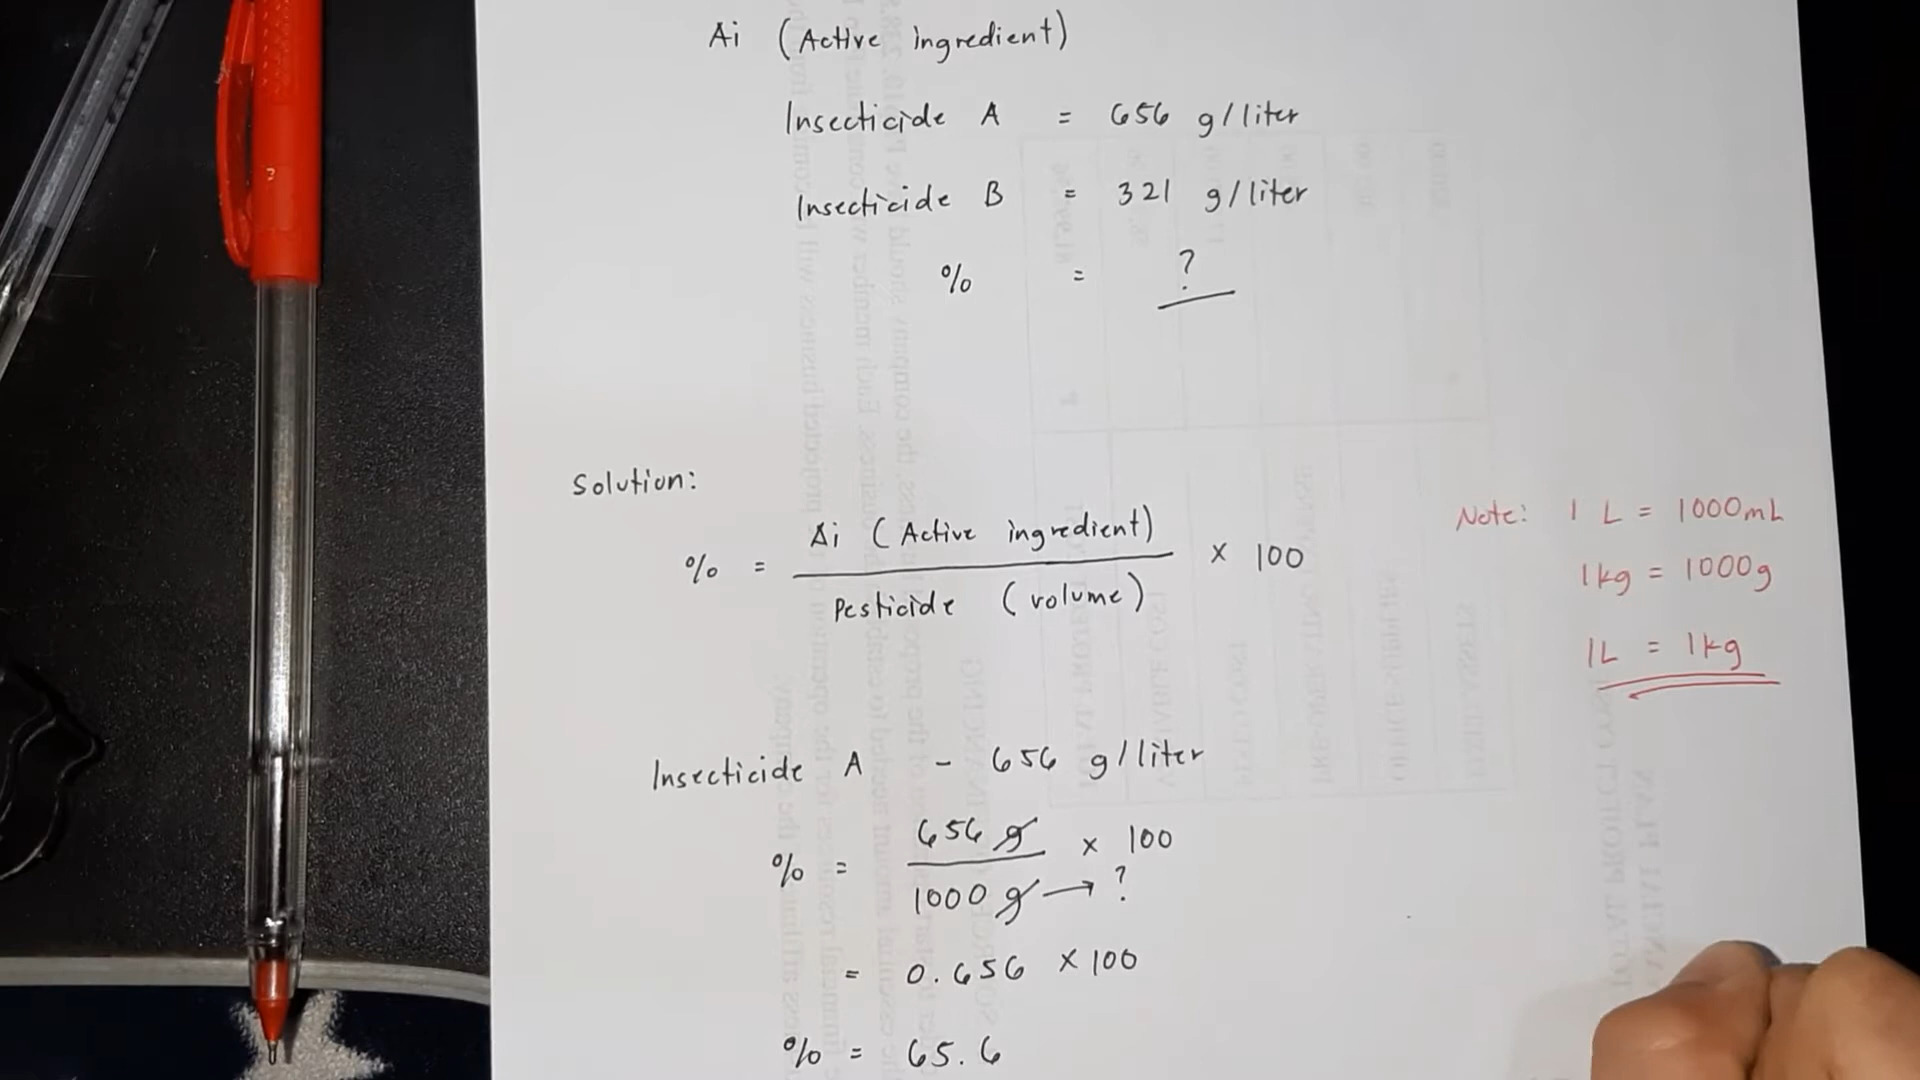 Ai (Active ingredient)
Insecticide A = 656 g/liter
Insecticide B = 321 g/liter
% = ?
Solution:
% = Ai (Active ingredient) / Pesticide (volume) x 100
Note: 1 L = 1000mL
1kg = 1000g
1L = 1kg
Insecticide A - 656 g/liter
% = 656 g / 1000 g → ? x 100
= 0.656 x 100
% = 65.6